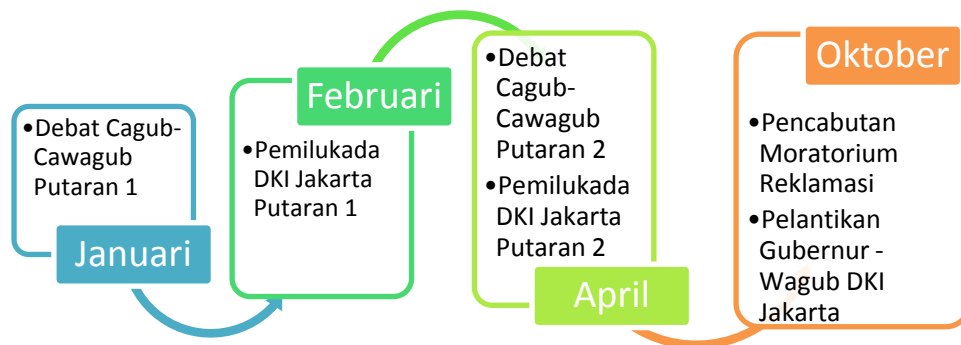 •Debat Cagub-
Cawagub
Putaran 1
Januari
Februari
•Pemilukada
DKI Jakarta
Putaran 1
•Debat
Cagub-
Cawagub
Putaran 2
•Pemilukada
DKI Jakarta
Putaran 2
April
Oktober
•Pencabutan
Moratorium
Reklamasi
•Pelantikan
Gubernur -
Wagub DKI
Jakarta